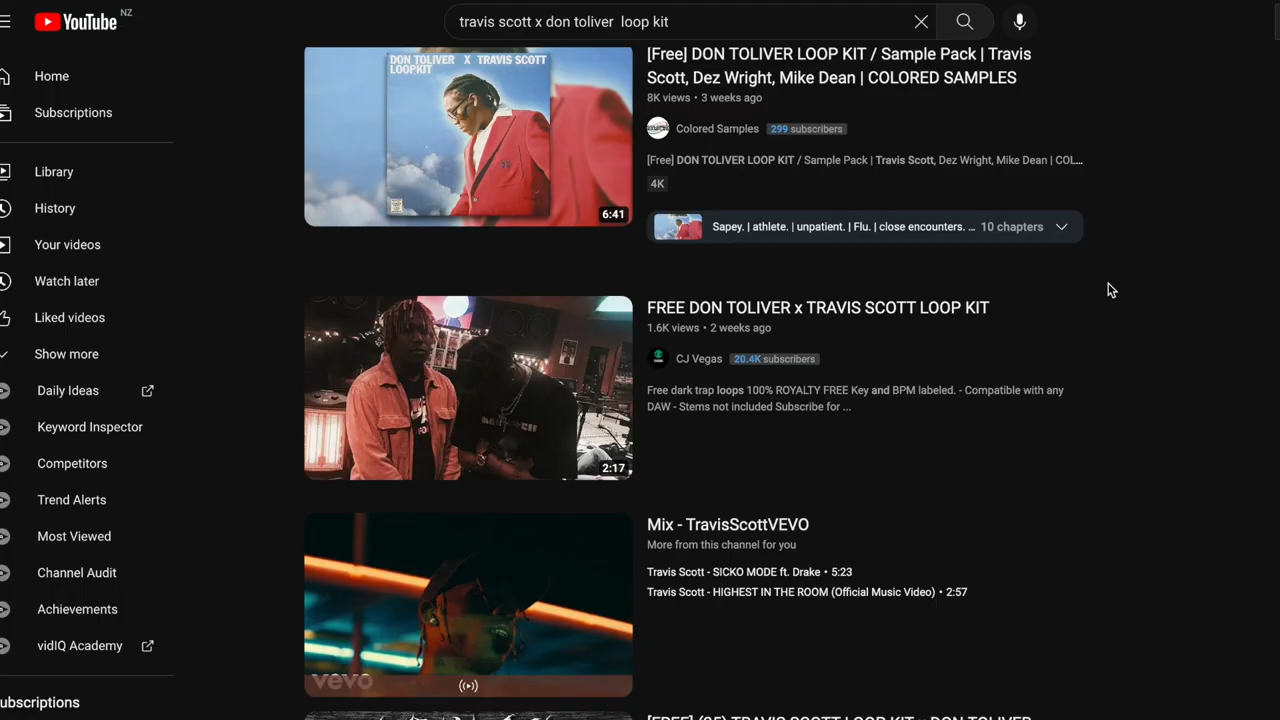 YouTube NZ
travis scott x don toliver loop kit
Home
Subscriptions
Library
History
Your videos
Watch later
Liked videos
Show more
Daily Ideas
Keyword Inspector
Competitors
Trend Alerts
Most Viewed
Channel Audit
Achievements
vidIQ Academy
ubscriptions
DON TOLIVER X TRAVIS SCOTT
LOOPKIT
6:41
[Free] DON TOLIVER LOOP KIT / Sample Pack | Travis
Scott, Dez Wright, Mike Dean | COLORED SAMPLES
8K views • 3 weeks ago
Colored Samples 299 subscribers
[Free] DON TOLIVER LOOP KIT / Sample Pack | Travis Scott, Dez Wright, Mike Dean | COL...
4K
Sapey. | athlete. | unpatient. | Flu. | close encounters. ... 10 chapters
2:17
FREE DON TOLIVER x TRAVIS SCOTT LOOP KIT
1.6K views • 2 weeks ago
CJ Vegas 20.4K subscribers
Free dark trap loops 100% ROYALTY FREE Key and BPM labeled. - Compatible with any
DAW - Stems not included Subscribe for ...
vevo
Mix - TravisScottVEVO
More from this channel for you
Travis Scott - SICKO MODE ft. Drake • 5:23
Travis Scott - HIGHEST IN THE ROOM (Official Music Video) • 2:57
[FREE] (25) TRAVIS SCOTT LOOP KIT x DON TOLIVER